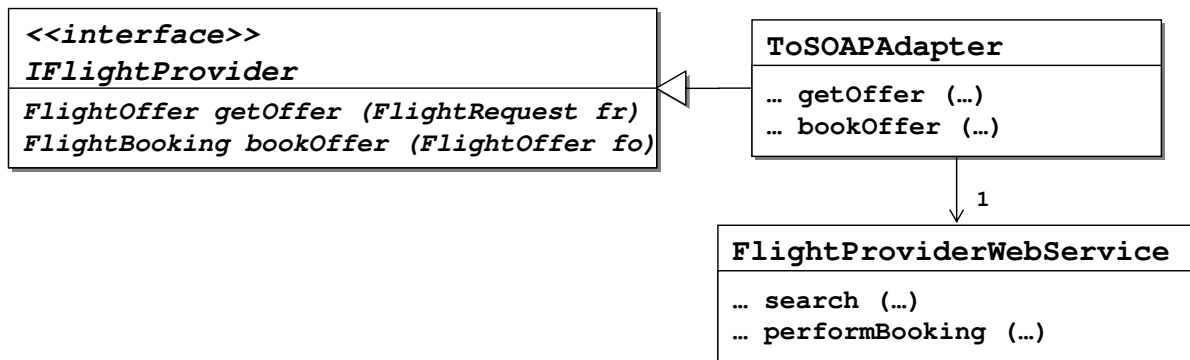 <<interface>>
IFlightProvider
FlightOffer getOffer (FlightRequest fr)
FlightBooking bookOffer (FlightOffer fo)
ToSOAPAdapter
… getOffer (…)
… bookOffer (…)
1
FlightProviderWebService
… search (…)
… performBooking (…)